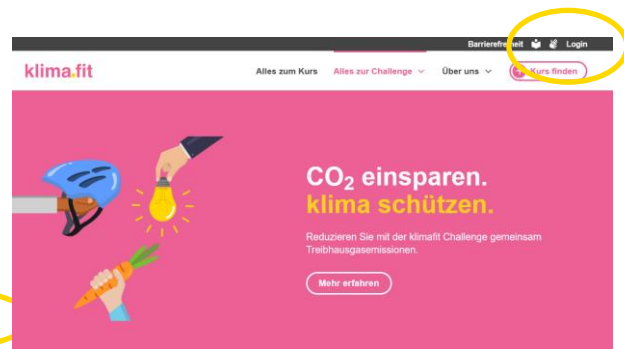 Barrierefreiheit Login
klima.fit Alles zum Kurs Alles zur Challenge Über uns Kurs finden
CO₂ einsparen.
klima schützen.
Reduzieren Sie mit der klimafit Challenge gemeinsam
Treibhausgasemissionen.
Mehr erfahren